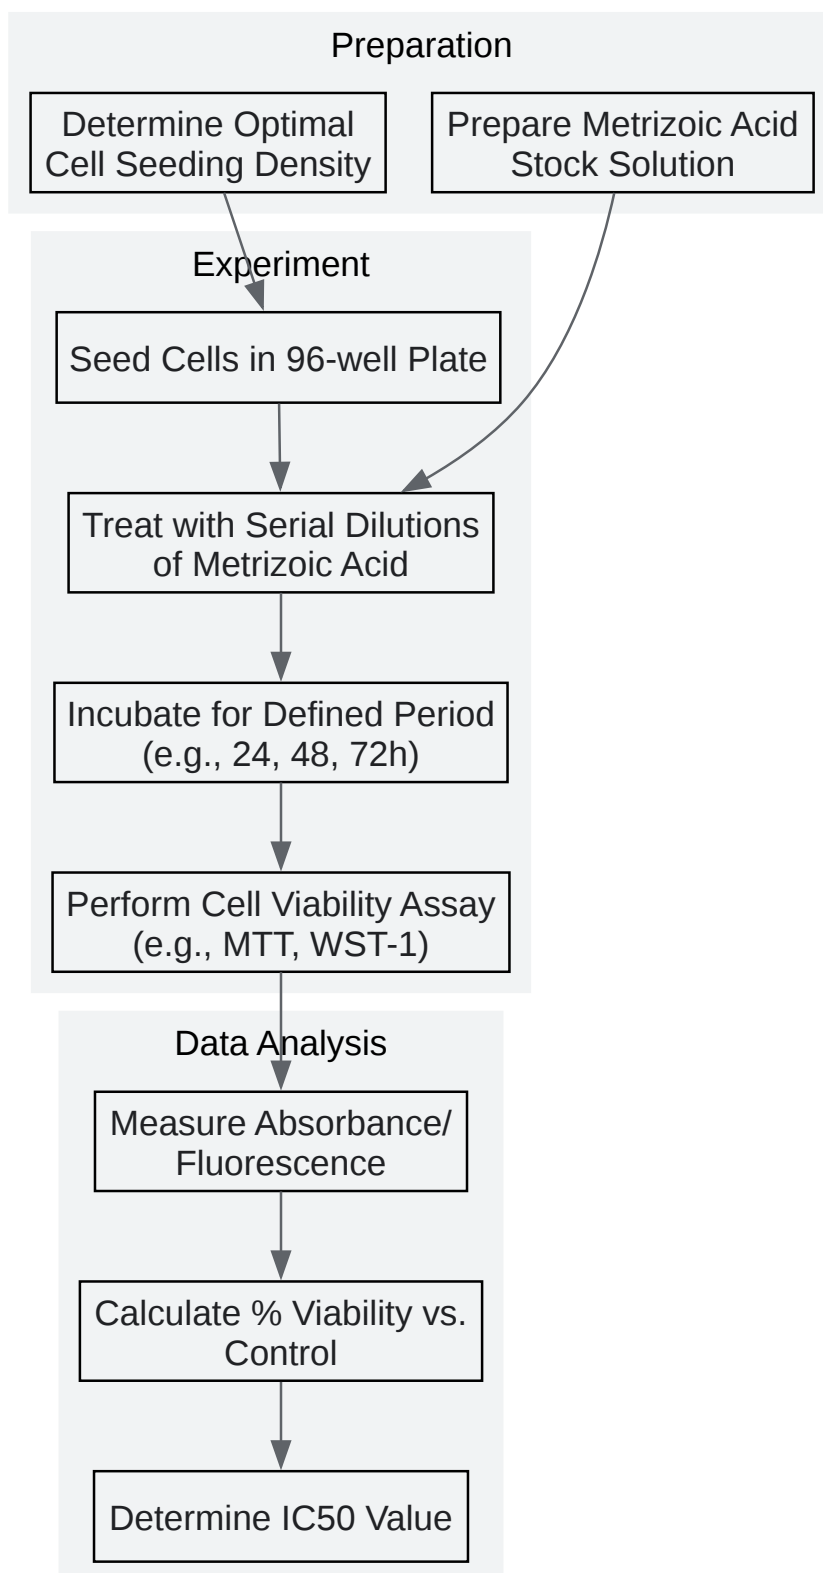 Preparation
Determine Optimal
Cell Seeding Density
Prepare Metrizoic Acid
Stock Solution
Experiment
Seed Cells in 96-well Plate
Treat with Serial Dilutions
of Metrizoic Acid
Incubate for Defined Period
(e.g., 24, 48, 72h)
Perform Cell Viability Assay
(e.g., MTT, WST-1)
Data Analysis
Measure Absorbance/
Fluorescence
Calculate % Viability vs.
Control
Determine IC50 Value